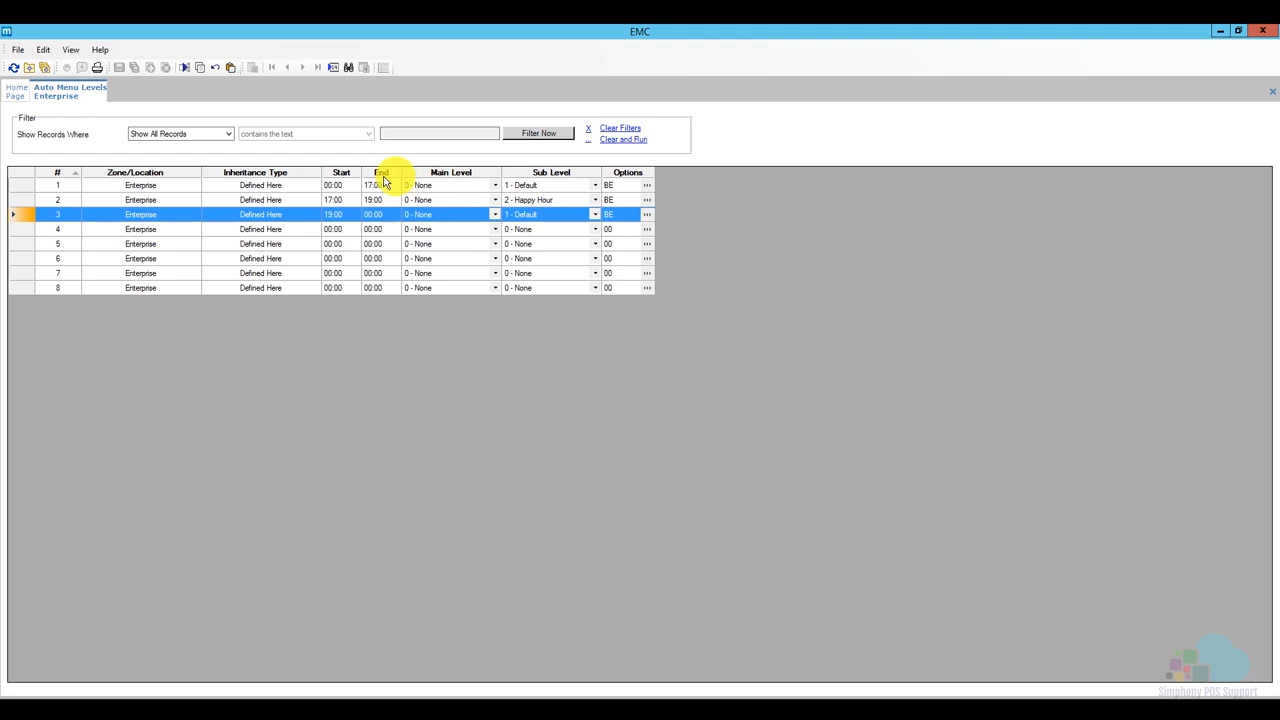 m EMC
File Edit View Help
Home Page Auto Menu Levels Enterprise
Filter
Show Records Where Show All Records contains the text Filter Now X Clear Filters
... Clear and Run
# Zone/Location Inheritance Type Start End Main Level Sub Level Options
1 Enterprise Defined Here 00:00 17:00 0 - None 1 - Default BE
2 Enterprise Defined Here 17:00 19:00 0 - None 2 - Happy Hour BE
3 Enterprise Defined Here 19:00 00:00 0 - None 1 - Default BE
4 Enterprise Defined Here 00:00 00:00 0 - None 0 - None 00
5 Enterprise Defined Here 00:00 00:00 0 - None 0 - None 00
6 Enterprise Defined Here 00:00 00:00 0 - None 0 - None 00
7 Enterprise Defined Here 00:00 00:00 0 - None 0 - None 00
8 Enterprise Defined Here 00:00 00:00 0 - None 0 - None 00
Simphony POS Support